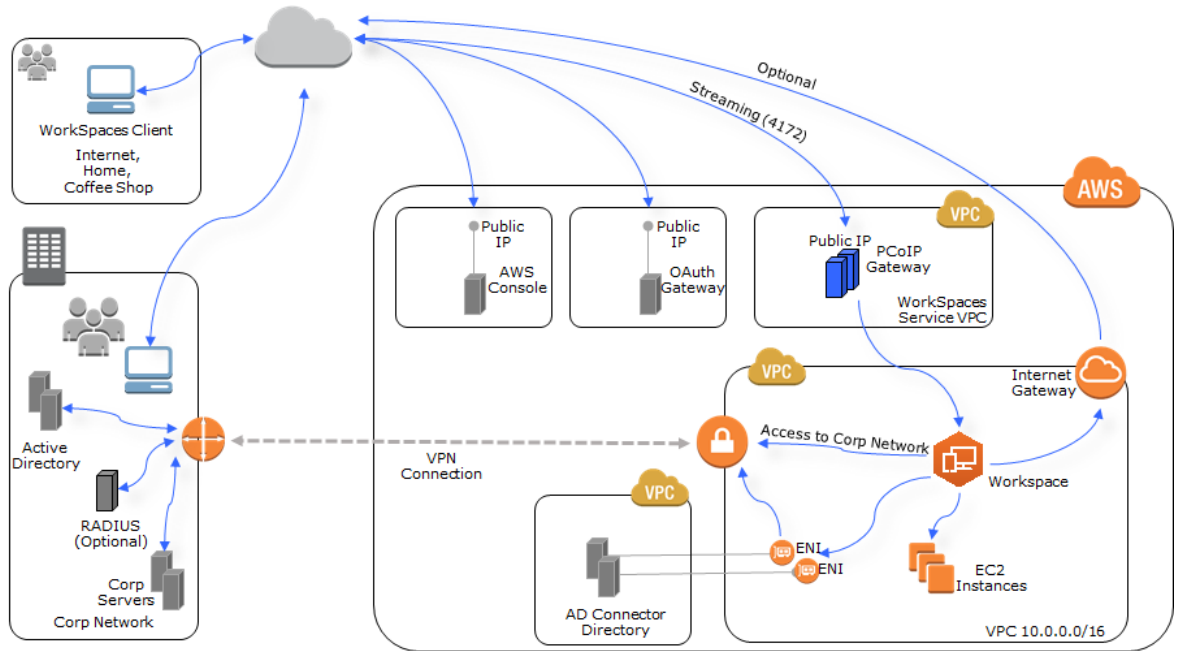 Optional
Streaming (4172)
WorkSpaces Client
Internet,
Home,
Coffee Shop
AWS
VPC
Public
IP
AWS
Console
Public
IP
OAuth
Gateway
Public IP
PCoIP
Gateway
WorkSpaces
Service VPC
VPC
Internet
Gateway
Active
Directory
VPN
Connection
Access to Corp Network
Workspace
VPC
RADIUS
(Optional)
ENI
ENI
EC2
Instances
Corp
Servers
Corp Network
AD Connector
Directory
VPC 10.0.0.0/16